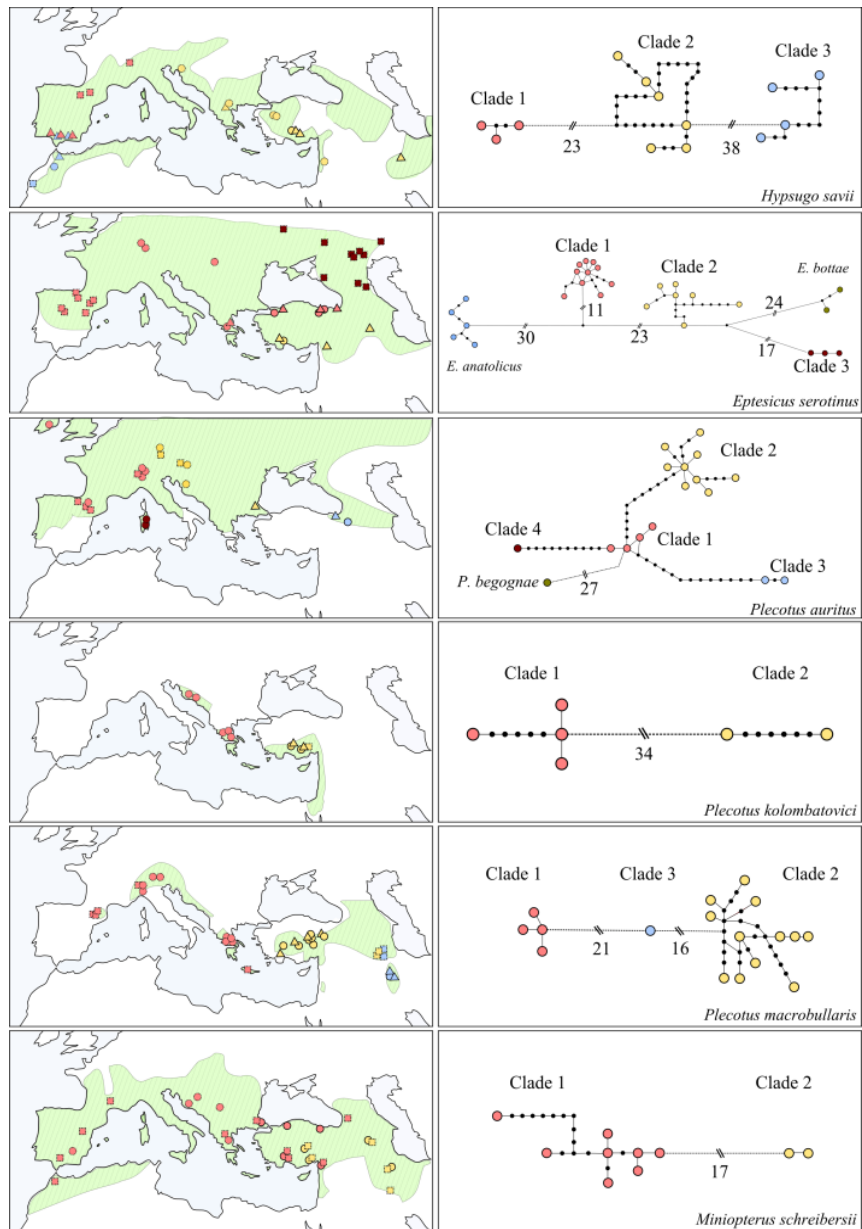 Clade 2
Clade 3
Clade 1
23
38
Hypsugo savii
Clade 1
E. bottae
Clade 2
24
11
30
23
17
E. anatolicus
Clade 3
Eptesicus serotinus
Clade 2
Clade 4
Clade 1
P. begognae
27
Clade 3
Plecotus auritus
Clade 1
Clade 2
34
Plecotus kolombatovici
Clade 1
Clade 3
Clade 2
21
16
Plecotus macrobullaris
Clade 1
Clade 2
17
Miniopterus schreibersii